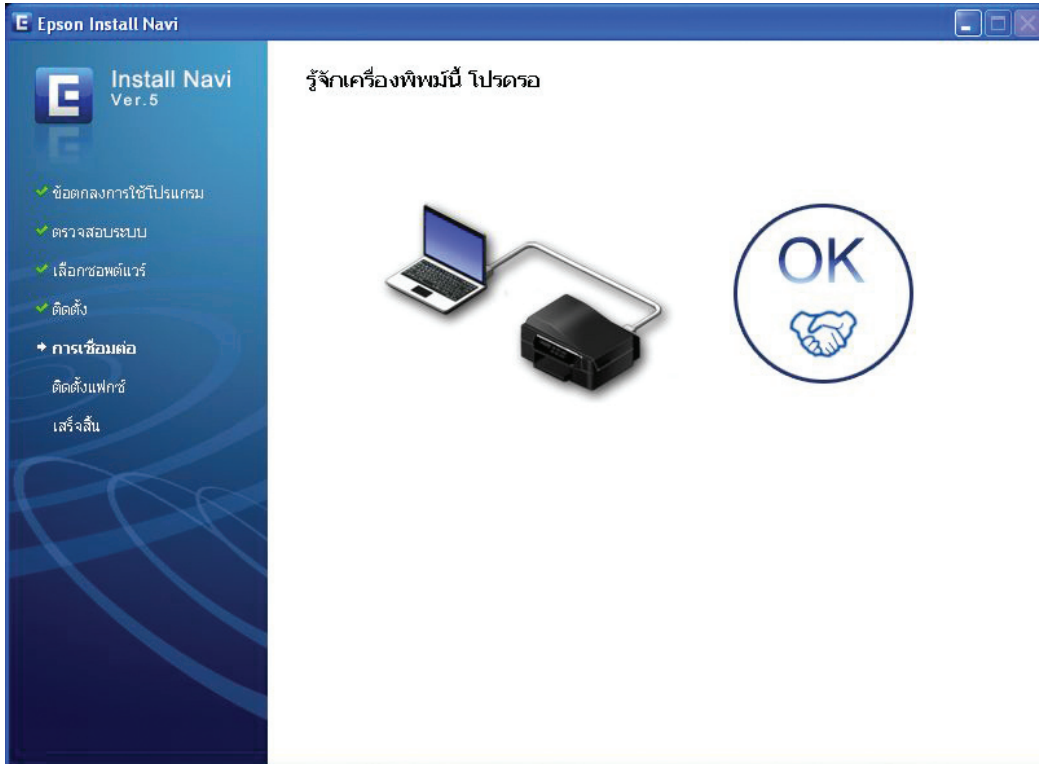 Epson Install Navi
Install Navi
Ver.5
รู้จักเครื่องพิพม์นี้ โปรดรอ
ข้อตกลงการใช้โปรแกรม
ตรวจสอบระบบ
เลือกซอฟต์แวร์
ติดตั้ง
การเชื่อมต่อ
ติดตั้งแฟกซ์
เสร็จสิ้น
OK